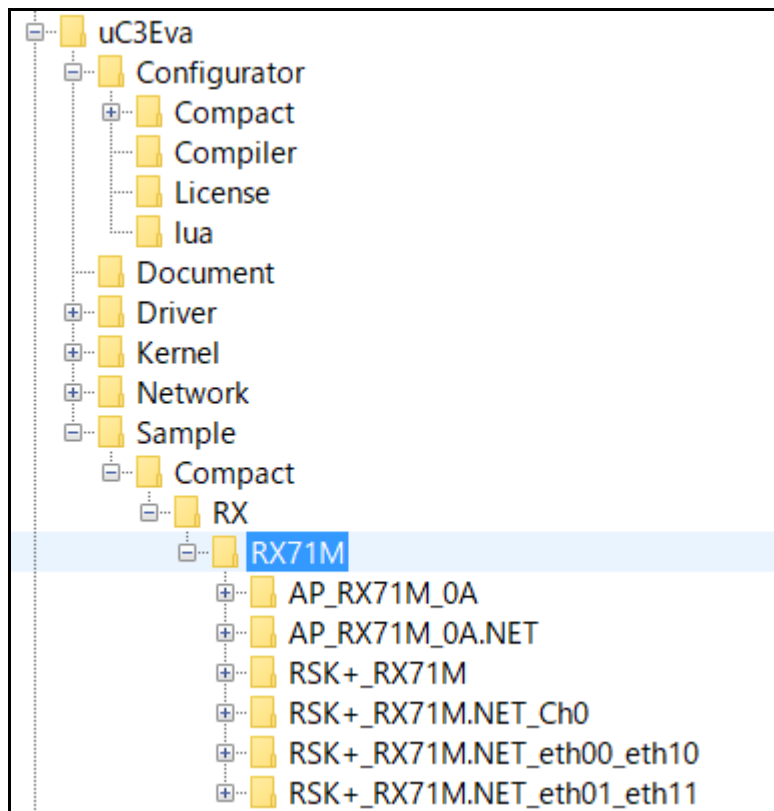 uC3Eva
Configurator
Compact
Compiler
License
lua
Document
Driver
Kernel
Network
Sample
Compact
RX
RX71M
AP_RX71M_0A
AP_RX71M_0A.NET
RSK+_RX71M
RSK+_RX71M.NET_Ch0
RSK+_RX71M.NET_eth00_eth10
RSK+_RX71M.NET_eth01_eth11